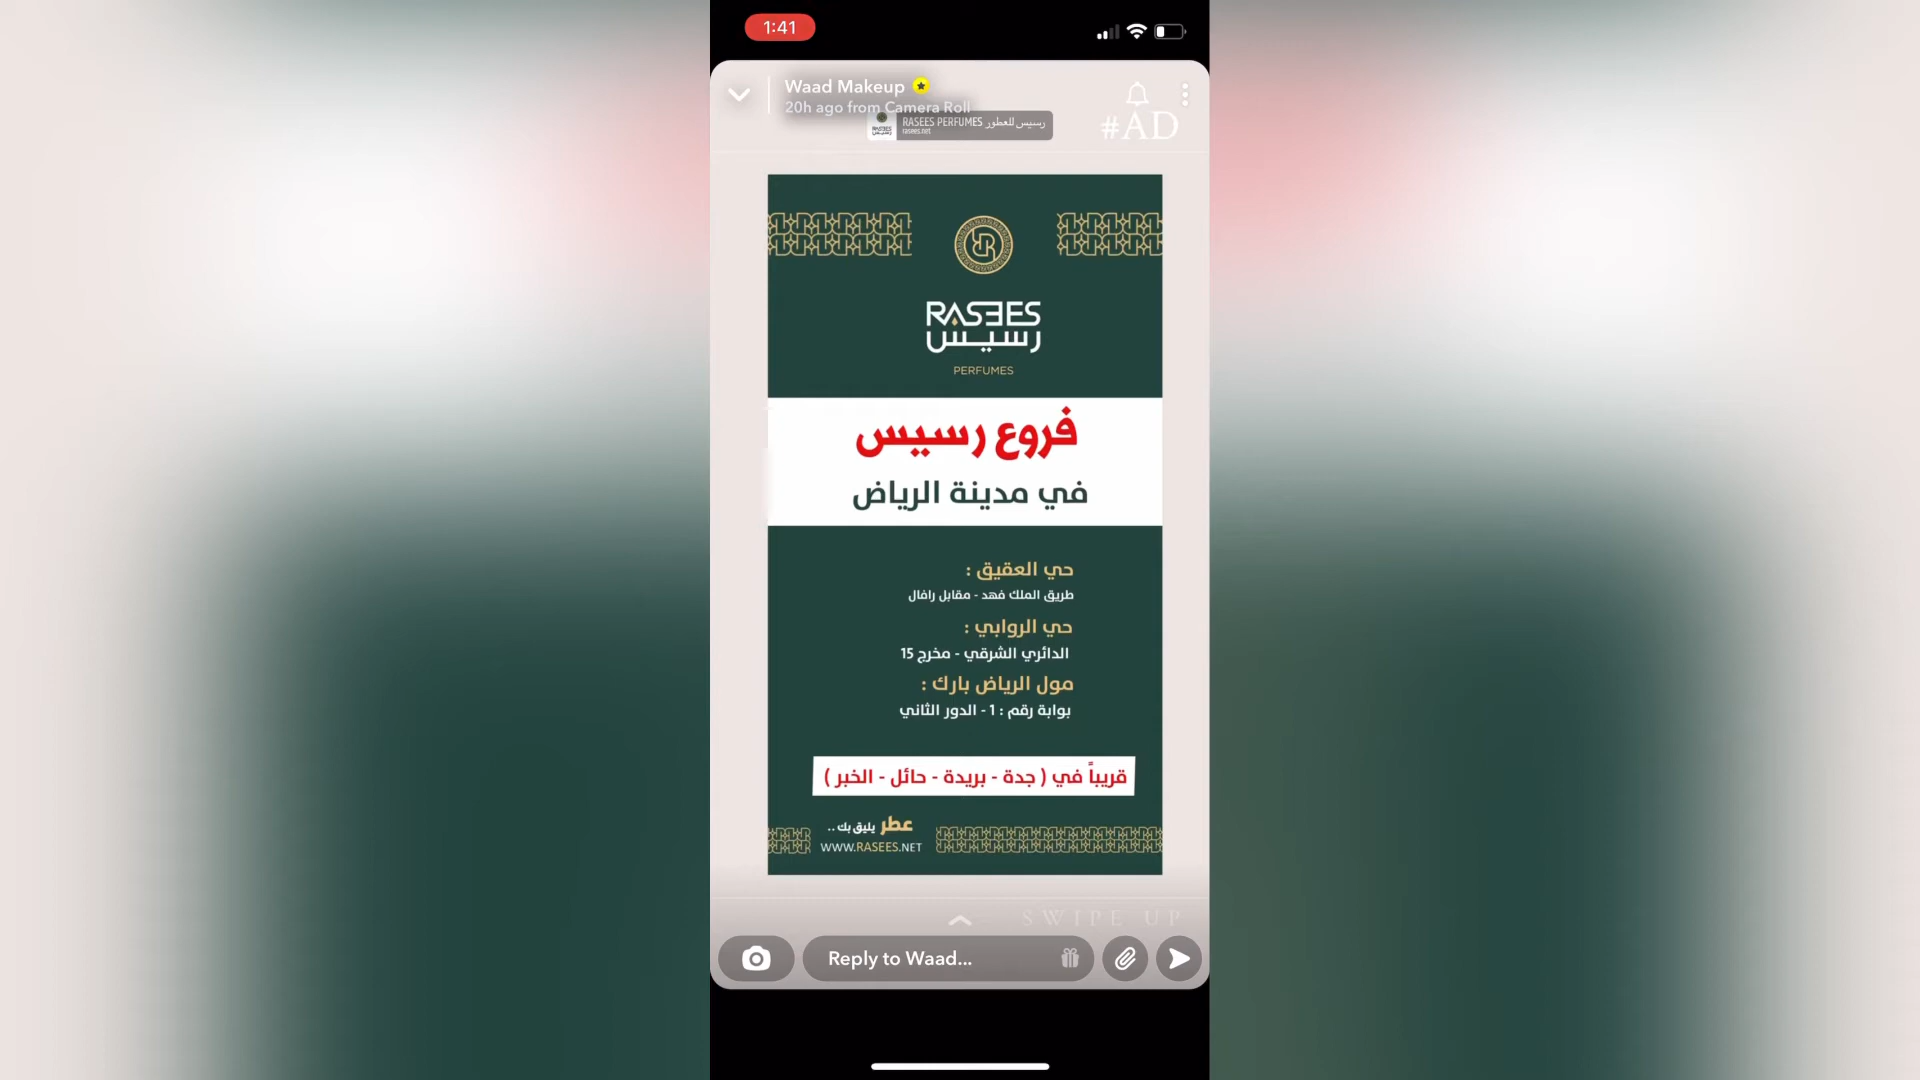 1:41
Waad Makeup
20h ago from Camera Roll
RASEES PERFUMES رسيس للعطور
rasees.net
رسيس
#AD
RASEES
رسيس
PERFUMES
فروع رسيس
في مدينة الرياض
حي العقيق :
طريق الملك فهد - مقابل رافال
حي الروابي :
الدائري الشرقي - مخرج 15
مول الرياض بارك :
بوابة رقم : 1 - الدور الثاني
قريباً في ( جدة - بريدة - حائل - الخبر )
عطر يليق بك ..
WWW.RASEES.NET
SWIPE UP
Reply to Waad...